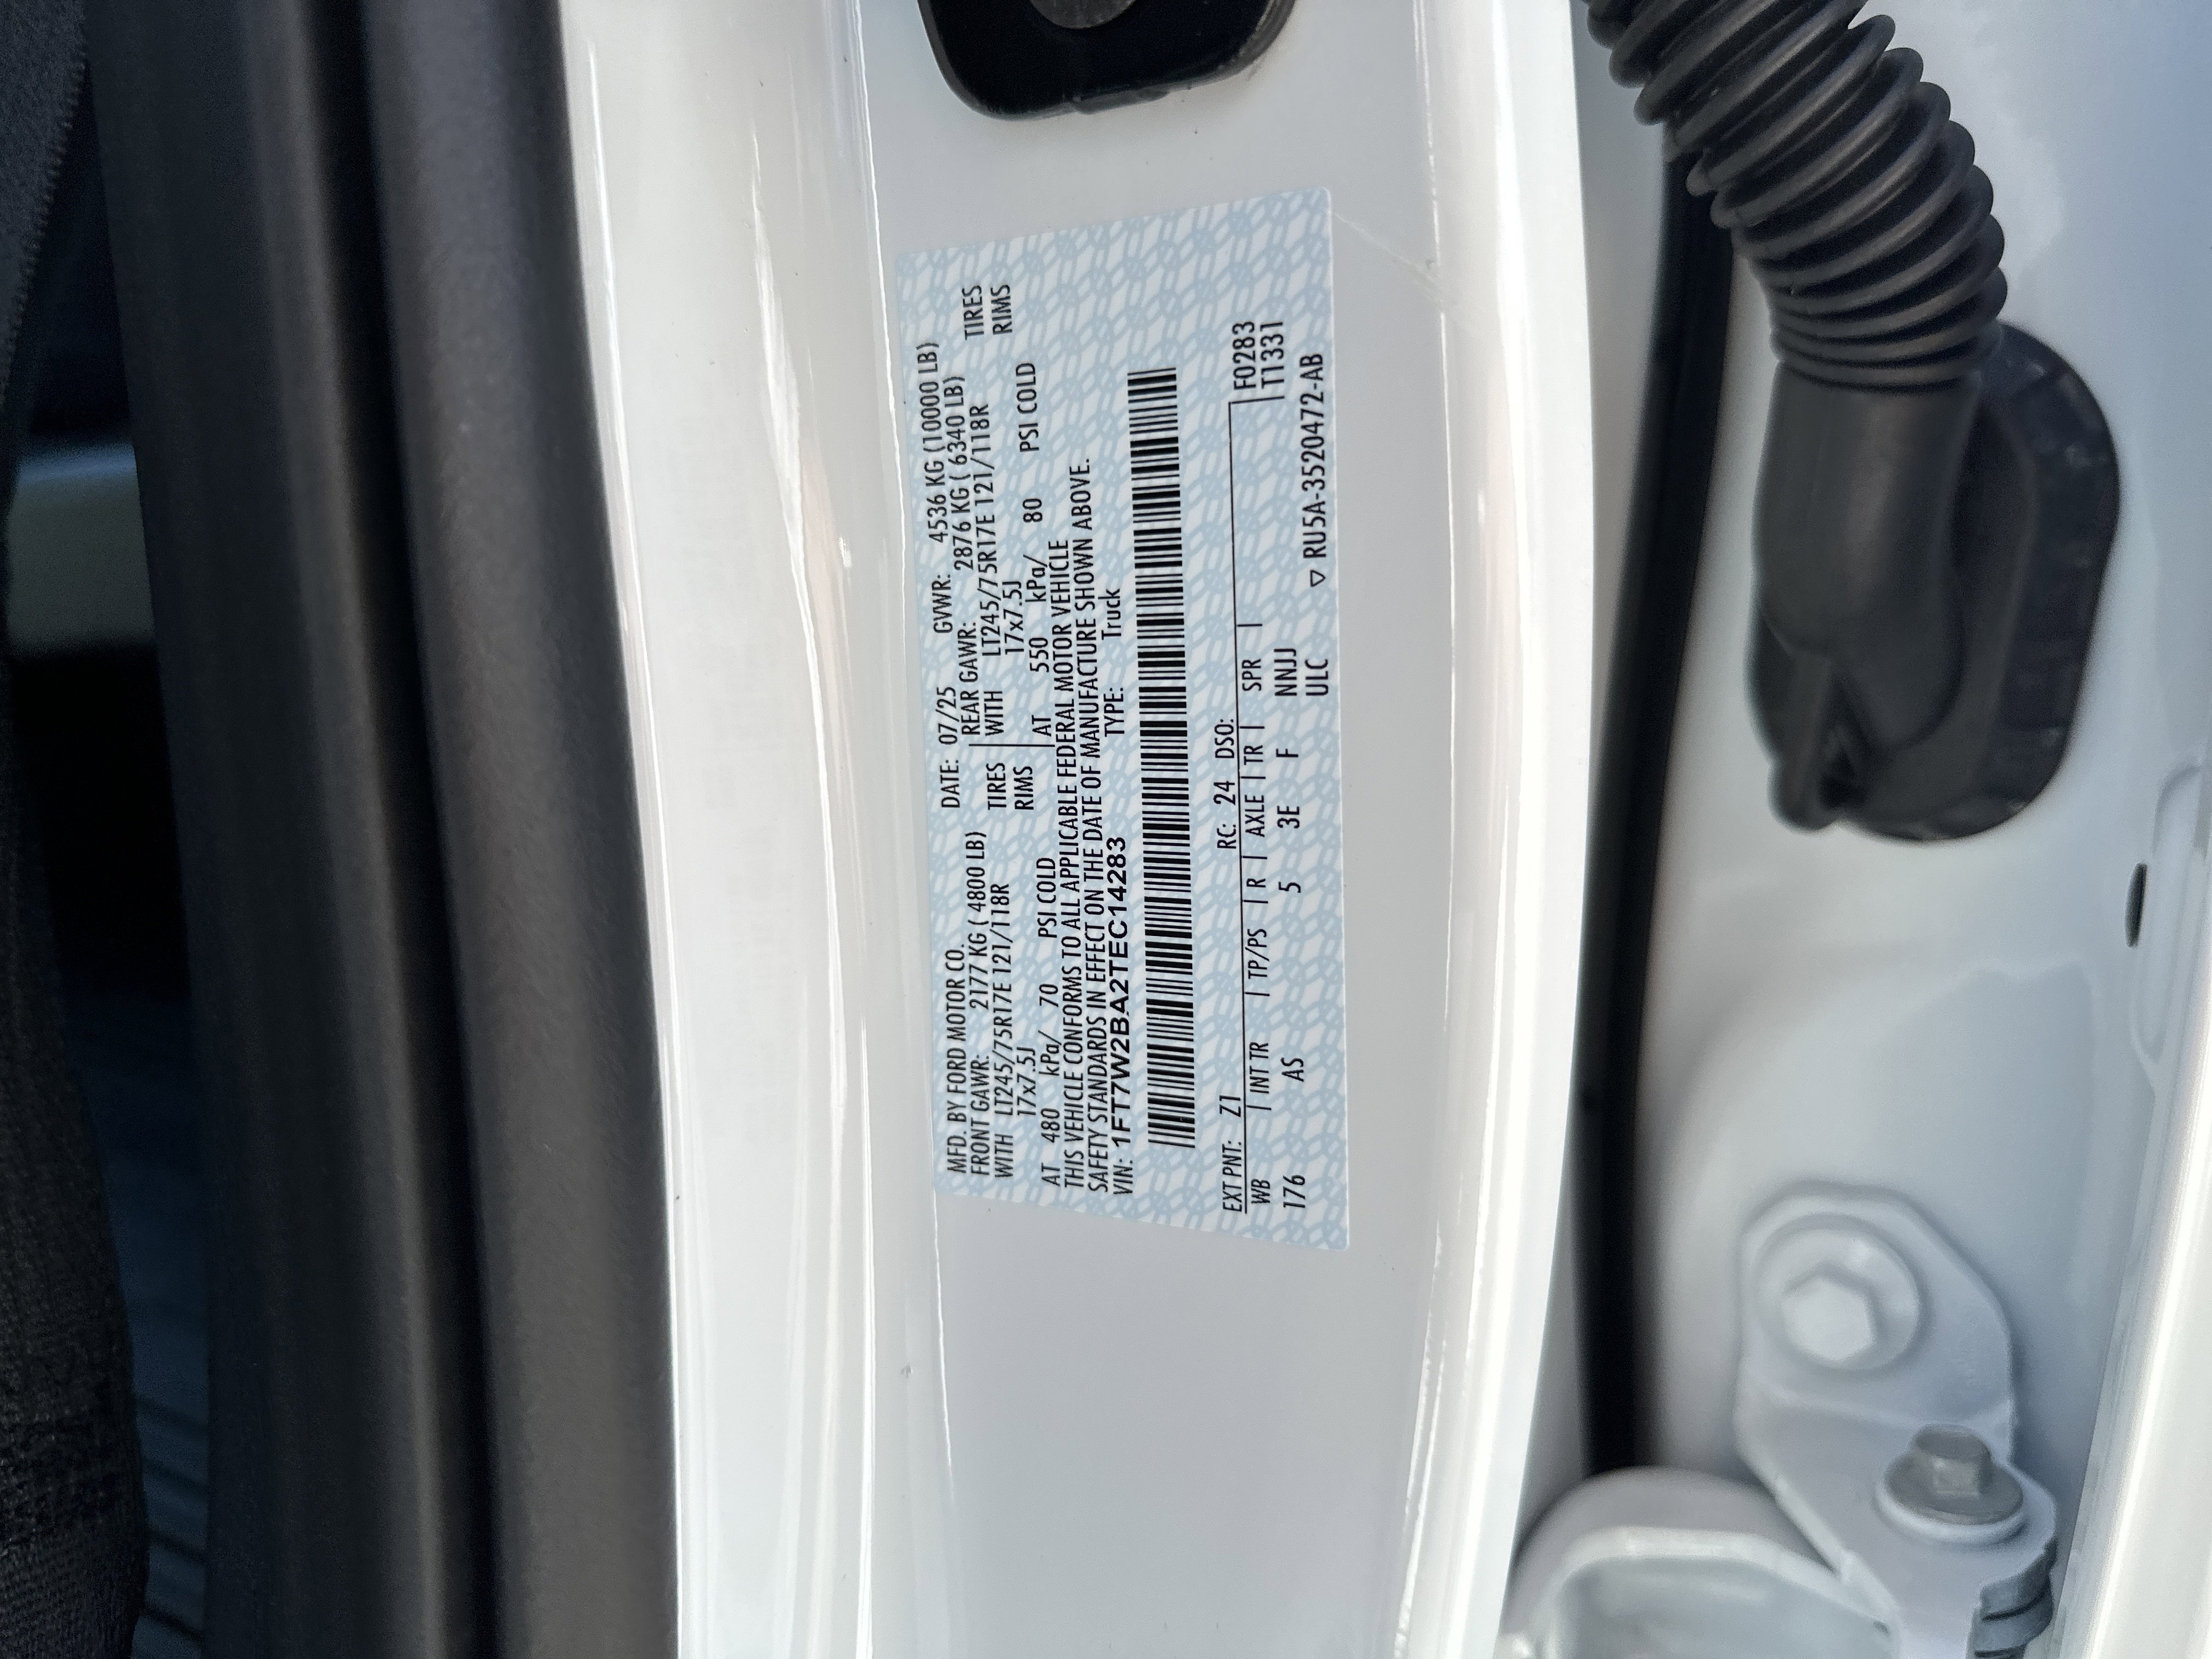 MFD. BY FORD MOTOR CO. DATE: 07/25 GVWR: 4536 KG (10000 LB)
FRONT GAWR: 2177 KG ( 4800 LB) REAR GAWR: 2876 KG ( 6340 LB)
WITH LT245/75R17E 121/118R TIRES WITH LT245/75R17E 121/118R TIRES
17x7.5J RIMS 17x7.5J RIMS
AT 480 kPa/ 70 PSI COLD AT 550 kPa/ 80 PSI COLD
THIS VEHICLE CONFORMS TO ALL APPLICABLE FEDERAL MOTOR VEHICLE
SAFETY STANDARDS IN EFFECT ON THE DATE OF MANUFACTURE SHOWN ABOVE.
VIN: 1FT7W2BA2TEC14283 TYPE: Truck
EXT PNT: Z1 RC: 24 DSO: F0283
WB | INT TR | TP/PS | R | AXLE | TR | SPR | T1331
176 AS 5 3E F NNJJ
ULC ▽ RU5A-3520472-AB